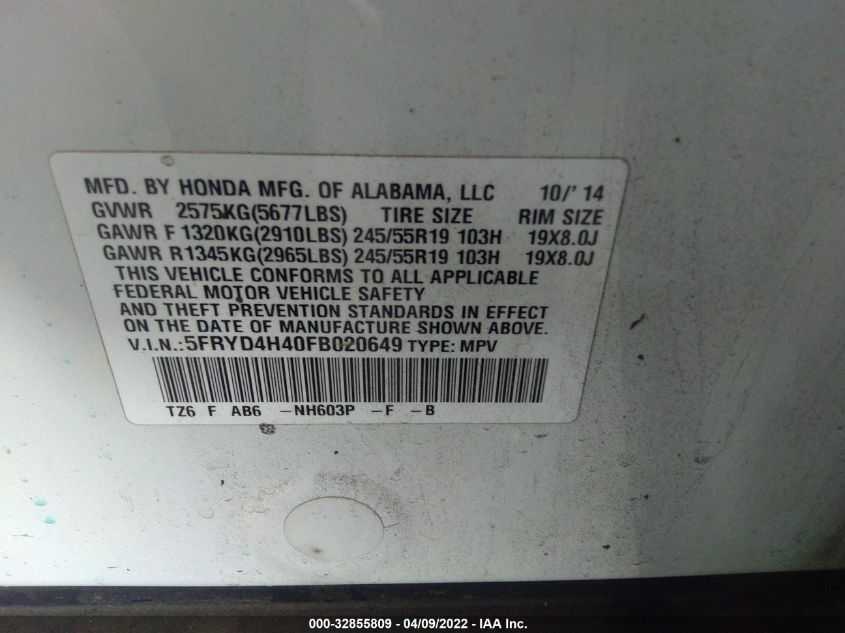 MFD. BY HONDA MFG. OF ALABAMA, LLC 10/' 14
GVWR 2575KG(5677LBS) TIRE SIZE RIM SIZE
GAWR F 1320KG(2910LBS) 245/55R19 103H 19X8.0J
GAWR R1345KG(2965LBS) 245/55R19 103H 19X8.0J
THIS VEHICLE CONFORMS TO ALL APPLICABLE
FEDERAL MOTOR VEHICLE SAFETY
AND THEFT PREVENTION STANDARDS IN EFFECT
ON THE DATE OF MANUFACTURE SHOWN ABOVE.
V.I.N.:5FRYD4H40FB020649 TYPE: MPV
TZ6 F AB6 -NH603P -F -B
000-32855809 - 04/09/2022 - IAA Inc.